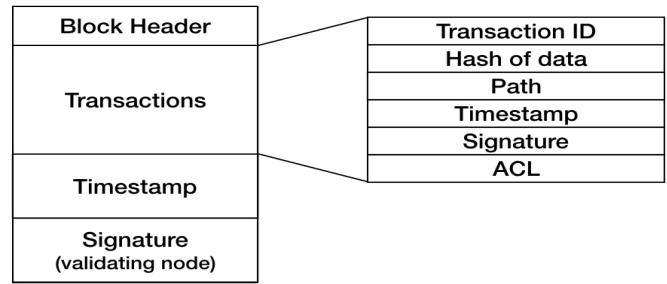 Block Header
Transactions
Timestamp
Signature
(validating node)
Transaction ID
Hash of data
Path
Timestamp
Signature
ACL